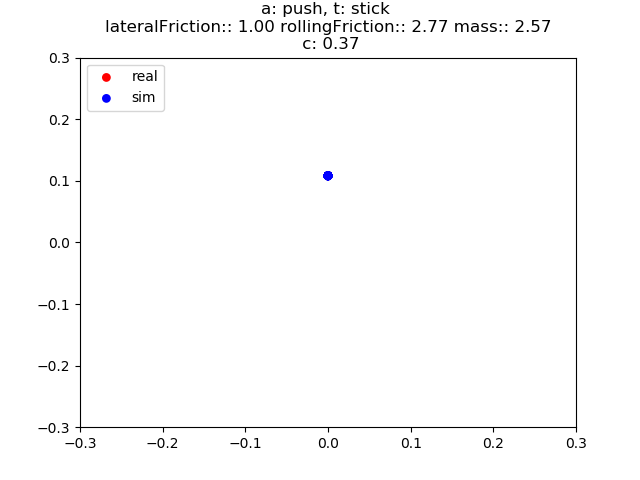 a: push, t: stick
lateralFriction:: 1.00 rollingFriction:: 2.77 mass:: 2.57
c: 0.37
real
sim
0.3
0.2
0.1
0.0
−0.1
−0.2
−0.3
−0.3 −0.2 −0.1 0.0 0.1 0.2 0.3